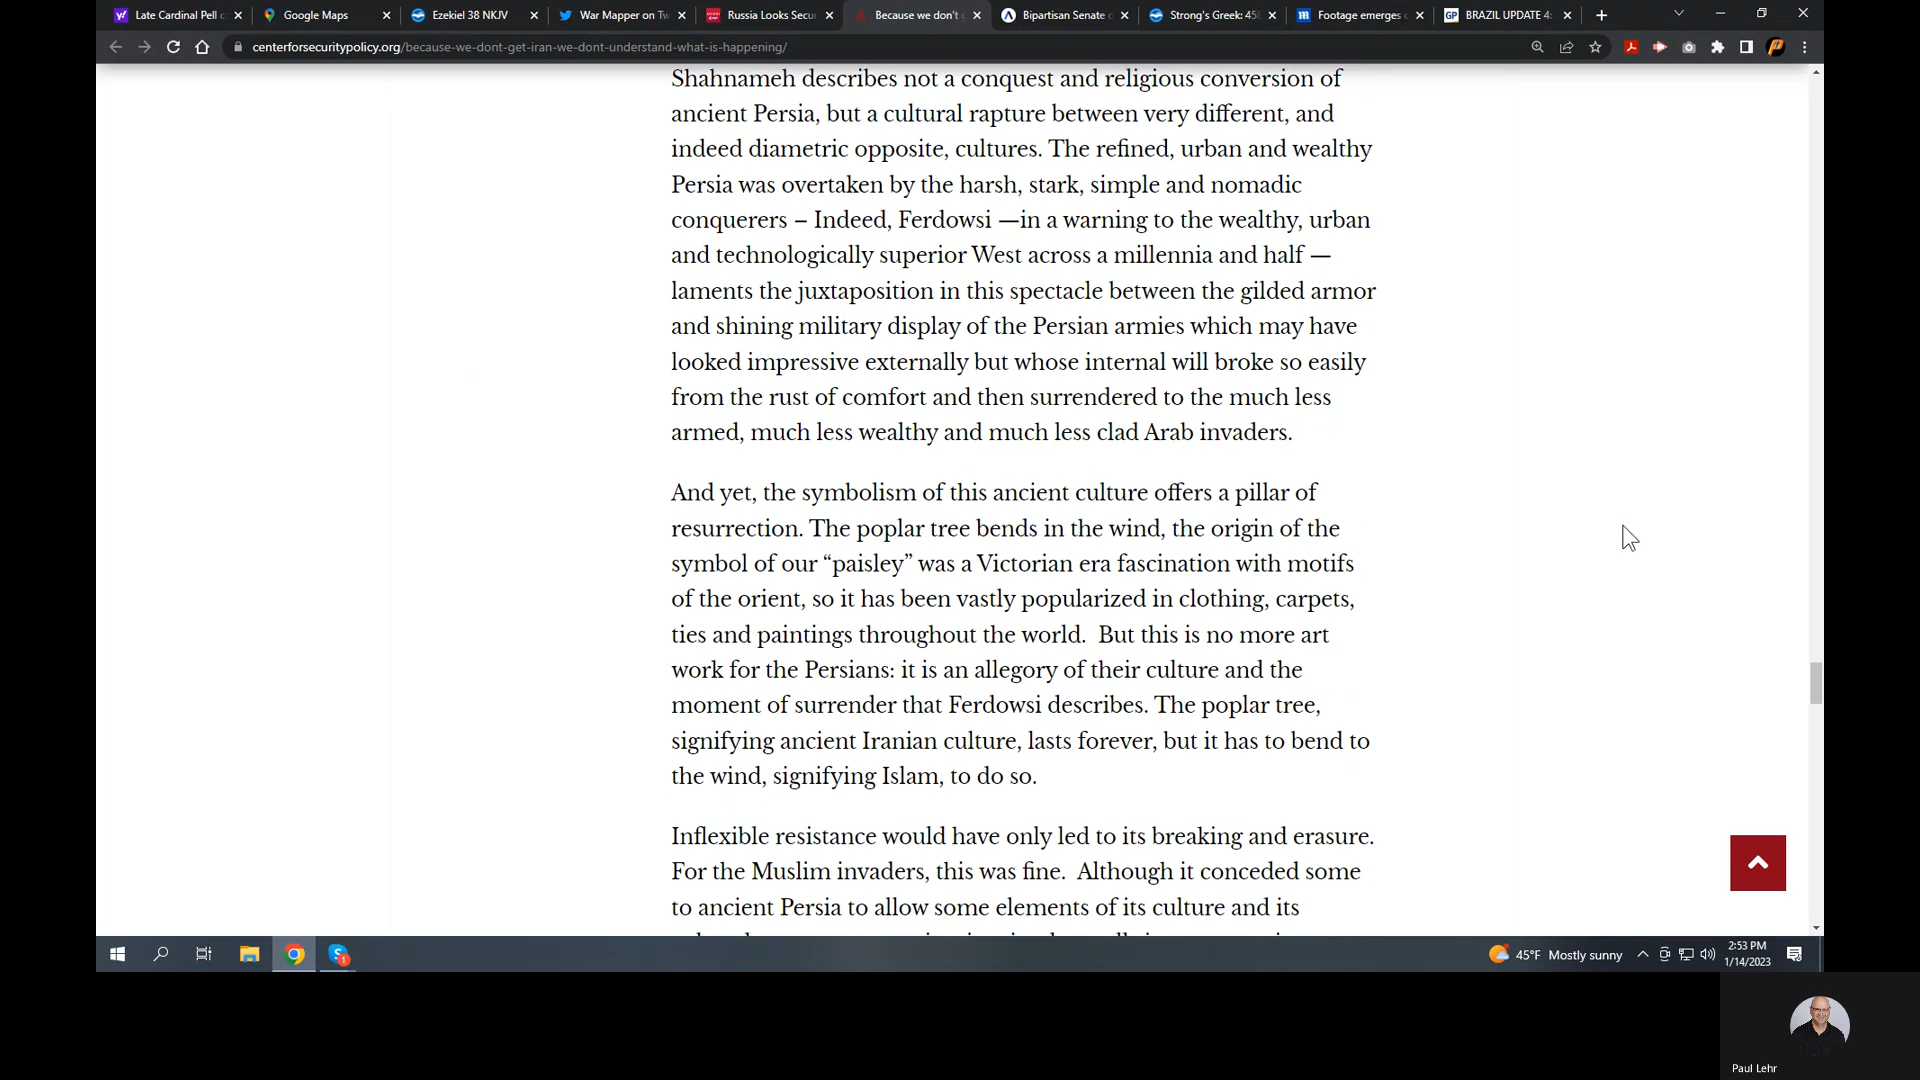 Late Cardinal Pell c
Google Maps
Ezekiel 38 NKJV
War Mapper on Tw
Russia Looks Secu
Because we don't g
Bipartisan Senate
Strong's Greek: 45
Footage emerges
BRAZIL UPDATE 4:
centerforsecuritypolicy.org/because-we-dont-get-iran-we-dont-understand-what-is-happening/
Shahnameh describes not a conquest and religious conversion of
ancient Persia, but a cultural rapture between very different, and
indeed diametric opposite, cultures. The refined, urban and wealthy
Persia was overtaken by the harsh, stark, simple and nomadic
conquerers – Indeed, Ferdowsi —in a warning to the wealthy, urban
and technologically superior West across a millennia and half —
laments the juxtaposition in this spectacle between the gilded armor
and shining military display of the Persian armies which may have
looked impressive externally but whose internal will broke so easily
from the rust of comfort and then surrendered to the much less
armed, much less wealthy and much less clad Arab invaders.
And yet, the symbolism of this ancient culture offers a pillar of
resurrection. The poplar tree bends in the wind, the origin of the
symbol of our “paisley” was a Victorian era fascination with motifs
of the orient, so it has been vastly popularized in clothing, carpets,
ties and paintings throughout the world.  But this is no more art
work for the Persians: it is an allegory of their culture and the
moment of surrender that Ferdowsi describes. The poplar tree,
signifying ancient Iranian culture, lasts forever, but it has to bend to
the wind, signifying Islam, to do so.
Inflexible resistance would have only led to its breaking and erasure.
For the Muslim invaders, this was fine.  Although it conceded some
to ancient Persia to allow some elements of its culture and its
45°F Mostly sunny
2:53 PM
1/14/2023
Paul Lehr